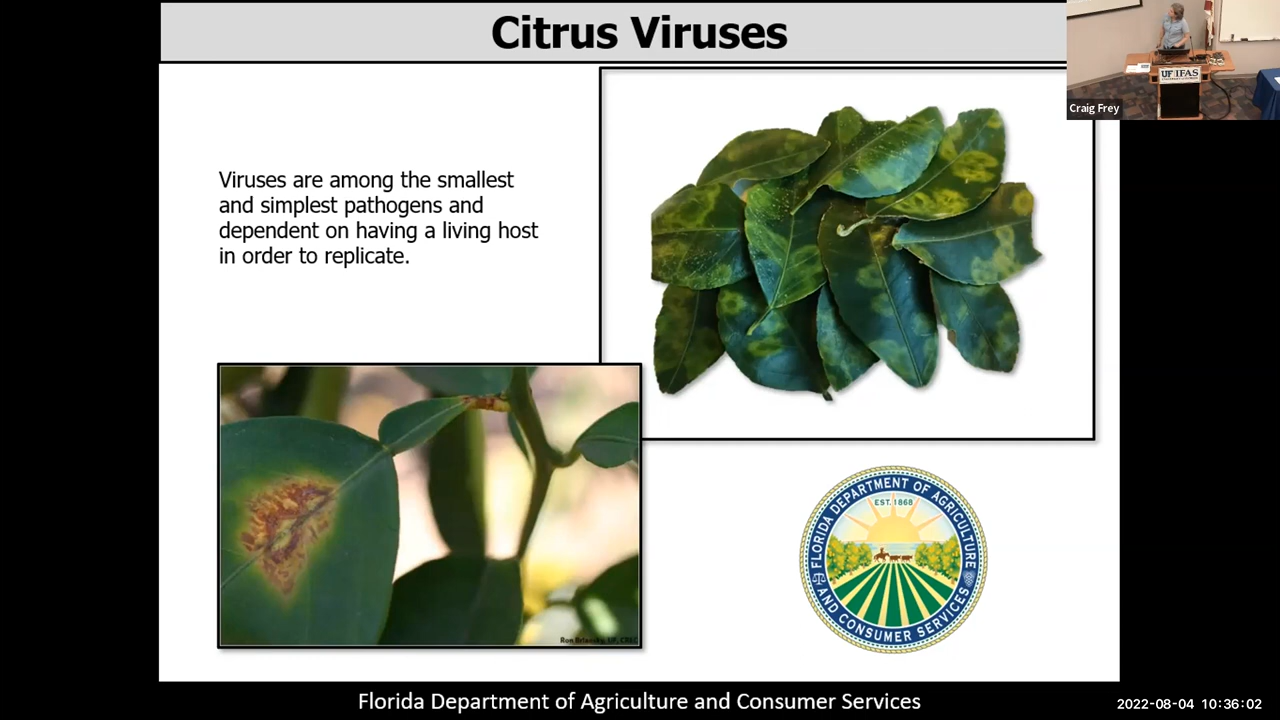 Citrus Viruses
Craig Frey
UF IFAS
Viruses are among the smallest
and simplest pathogens and
dependent on having a living host
in order to replicate.
FLORIDA DEPARTMENT OF AGRICULTURE
AND CONSUMER SERVICES
EST. 1868
Florida Department of Agriculture and Consumer Services
2022-08-04 10:36:02